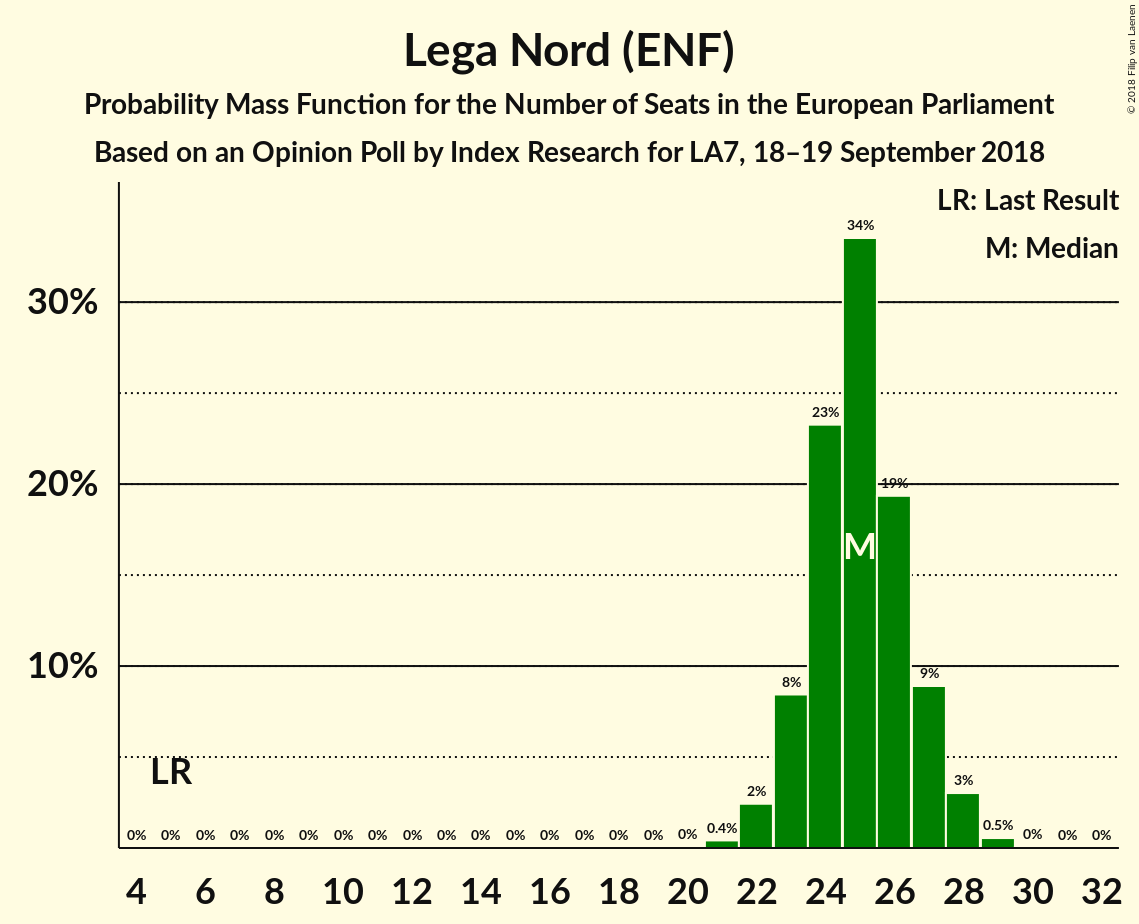 Lega Nord (ENF)
Probability Mass Function for the Number of Seats in the European Parliament
Based on an Opinion Poll by Index Research for LA7, 18–19 September 2018
© 2018 Filip van Laenen
LR: Last Result
M: Median
34%
30%
23%
20%
19%
M
10%
9%
8%
LR
3%
2%
0% 0% 0% 0% 0% 0% 0% 0% 0% 0% 0% 0% 0% 0% 0% 0% 0% 0.4% 0.5% 0% 0% 0%
4 6 8 10 12 14 16 18 20 22 24 26 28 30 32